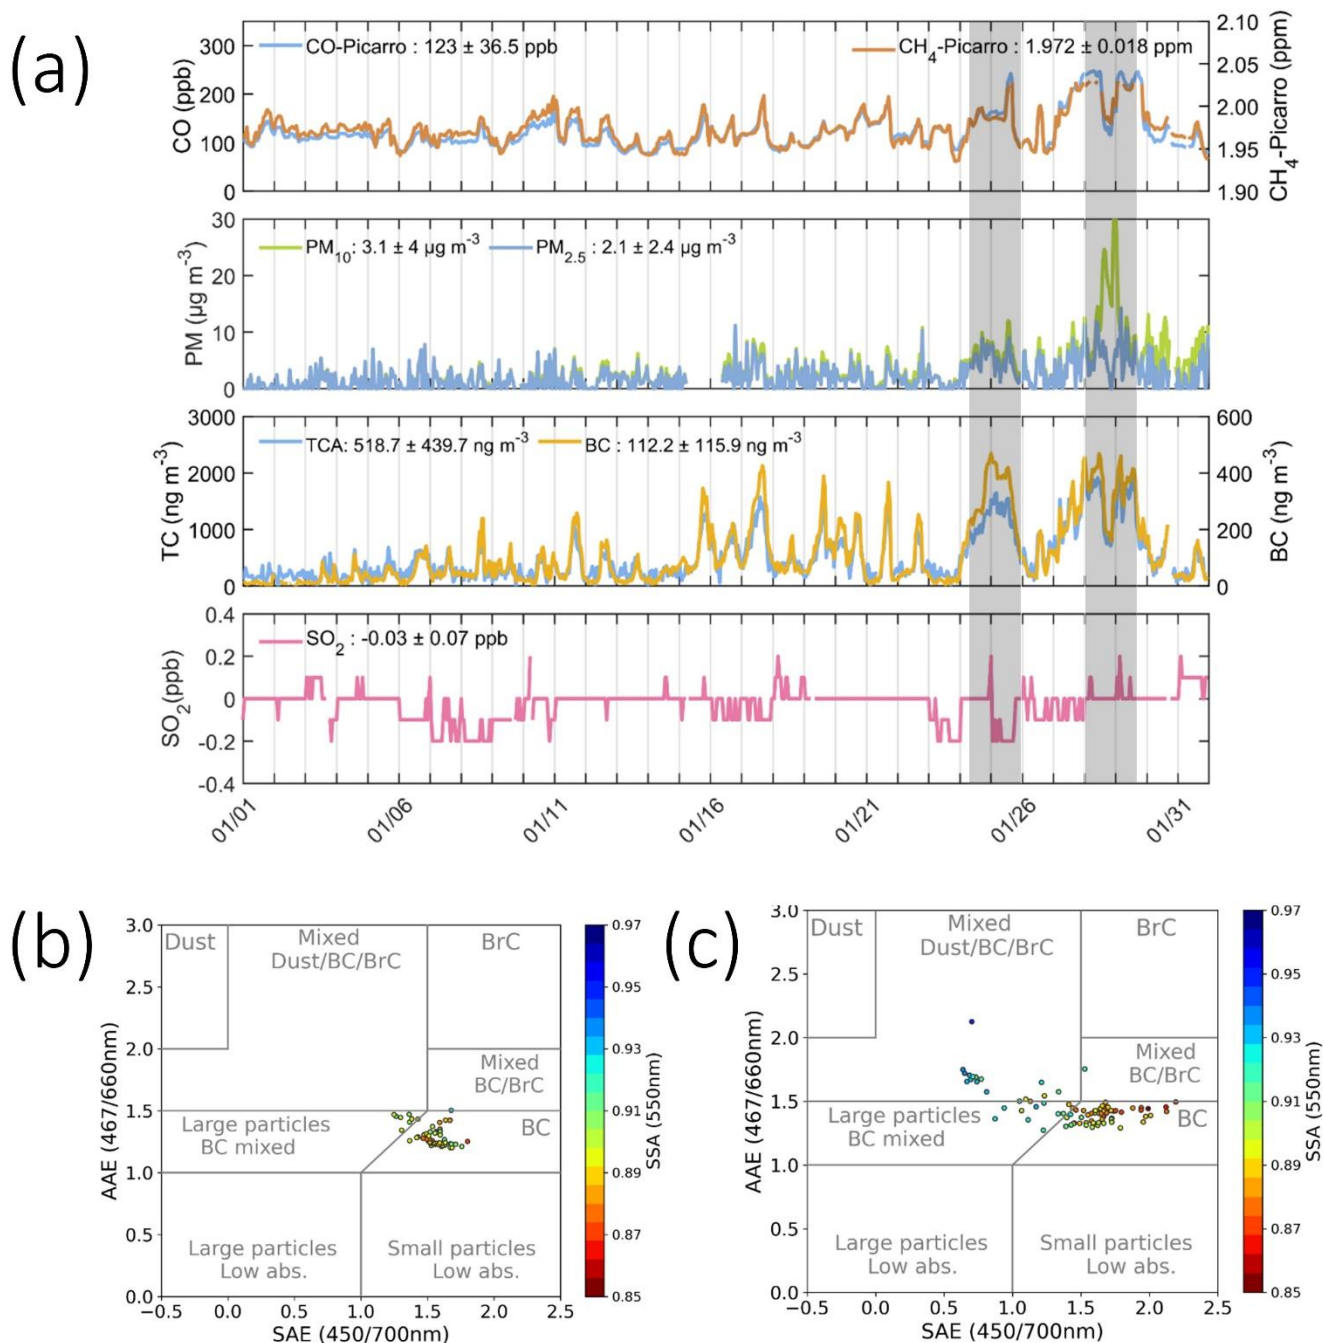 (a)
350
200
100
0
CO (ppb)
CO-Picarro : 123 ± 36.5 ppb
CH4-Picarro : 1.972 ± 0.018 ppm
2.10
2.05
2.00
1.95
1.90
CH4-Picarro (ppm)
30
20
10
0
PM (µg m-3)
PM10: 3.1 ± 4 µg m-3
PM2.5 : 2.1 ± 2.4 µg m-3
3000
2000
1000
0
TC (ng m-3)
TCA: 518.7 ± 439.7 ng m-3
BC : 112.2 ± 115.9 ng m-3
600
400
200
0
BC (ng m-3)
0.4
0.2
0
-0.2
-0.4
SO2(ppb)
SO2 : -0.03 ± 0.07 ppb
01/01
01/06
01/11
01/16
01/21
01/26
01/31
(b)
3.0
2.5
2.0
1.5
1.0
0.5
0.0
AAE (467/660nm)
Dust
Mixed
Dust/BC/BrC
BrC
Mixed
BC/BrC
Large particles
BC mixed
BC
Large particles
Low abs.
Small particles
Low abs.
−0.5 0.0 0.5 1.0 1.5 2.0 2.5
SAE (450/700nm)
0.97
0.95
0.93
0.91
0.89
0.87
0.85
SSA (550nm)
(c)
3.0
2.5
2.0
1.5
1.0
0.5
0.0
AAE (467/660nm)
Dust
Mixed
Dust/BC/BrC
BrC
Mixed
BC/BrC
Large particles
BC mixed
BC
Large particles
Low abs.
Small particles
Low abs.
−0.5 0.0 0.5 1.0 1.5 2.0 2.5
SAE (450/700nm)
0.97
0.95
0.93
0.91
0.89
0.87
0.85
SSA (550nm)